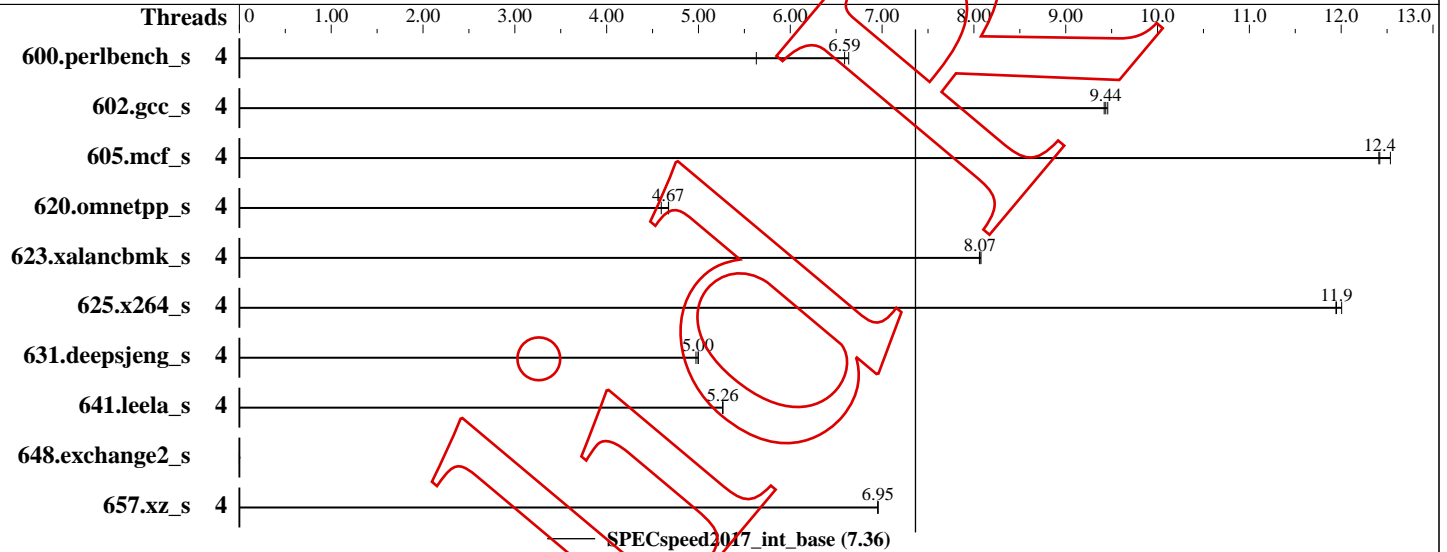 Threads 0 1.00 2.00 3.00 4.00 5.00 6.00 7.00 8.00 9.00 10.0 11.0 12.0 13.0
600.perlbench_s 4 6.59
602.gcc_s 4 9.44
605.mcf_s 4 12.4
620.omnetpp_s 4 4.67
623.xalancbmk_s 4 8.07
625.x264_s 4 11.9
631.deepsjeng_s 4 5.00
641.leela_s 4 5.26
648.exchange2_s
657.xz_s 4 6.95
SPECspeed2017_int_base (7.36)